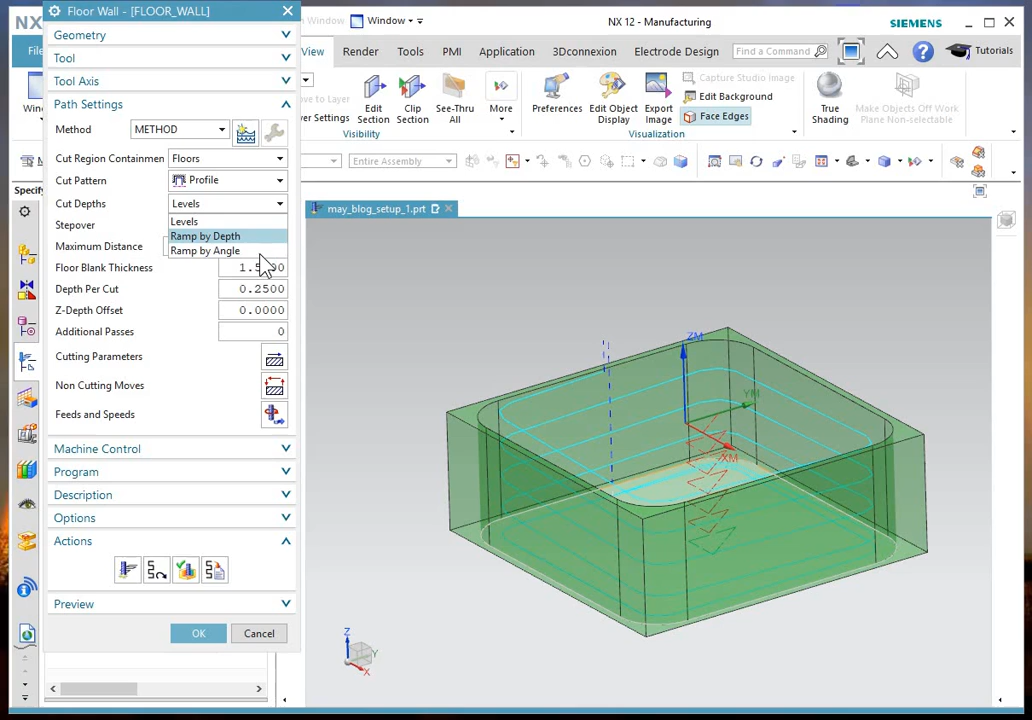 Floor Wall - [FLOOR_WALL]
NX
Window
NX 12 - Manufacturing
SIEMENS
File
View
Render
Tools
PMI
Application
3Dconnexion
Electrode Design
Find a Command
Tutorials
Edit Section
Clip Section
See-Thru All
More
Preferences
Edit Object Display
Export Image
Capture Studio Image
Edit Background
Face Edges
True Shading
Make Objects Off Work Plane Non-selectable
Visibility
Visualization
Entire Assembly
may_blog_setup_1.prt
Geometry
Tool
Tool Axis
Path Settings
Method METHOD
Cut Region Containmen Floors
Cut Pattern Profile
Cut Depths Levels
Levels
Stepover
Ramp by Depth
Maximum Distance
Ramp by Angle
Floor Blank Thickness
Depth Per Cut 0.2500
Z-Depth Offset 0.0000
Additional Passes 0
Cutting Parameters
Non Cutting Moves
Feeds and Speeds
Machine Control
Program
Description
Options
Actions
Preview
OK
Cancel
ZM
YM
XM
Z
Y
X